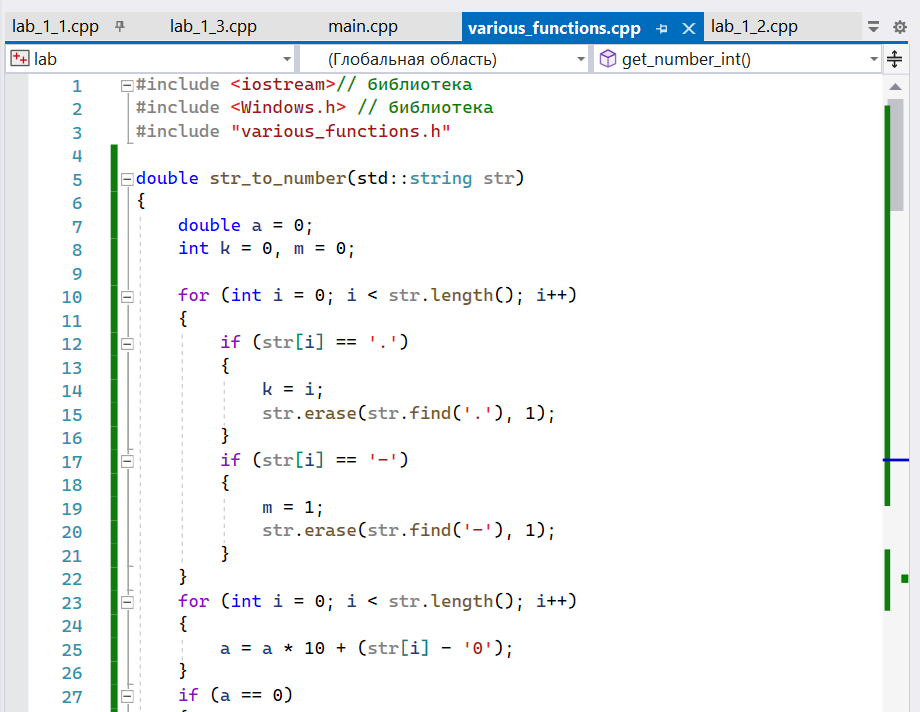 lab_1_1.cpp lab_1_3.cpp main.cpp various_functions.cpp lab_1_2.cpp
lab (Глобальная область) get_number_int()
1 #include <iostream>// библиотека
2 #include <Windows.h> // библиотека
3 #include "various_functions.h"
4
5 double str_to_number(std::string str)
6 {
7 double a = 0;
8 int k = 0, m = 0;
9
10 for (int i = 0; i < str.length(); i++)
11 {
12 if (str[i] == '.')
13 {
14 k = i;
15 str.erase(str.find('.'), 1);
16 }
17 if (str[i] == '-')
18 {
19 m = 1;
20 str.erase(str.find('-'), 1);
21 }
22 }
23 for (int i = 0; i < str.length(); i++)
24 {
25 a = a * 10 + (str[i] - '0');
26 }
27 if (a == 0)